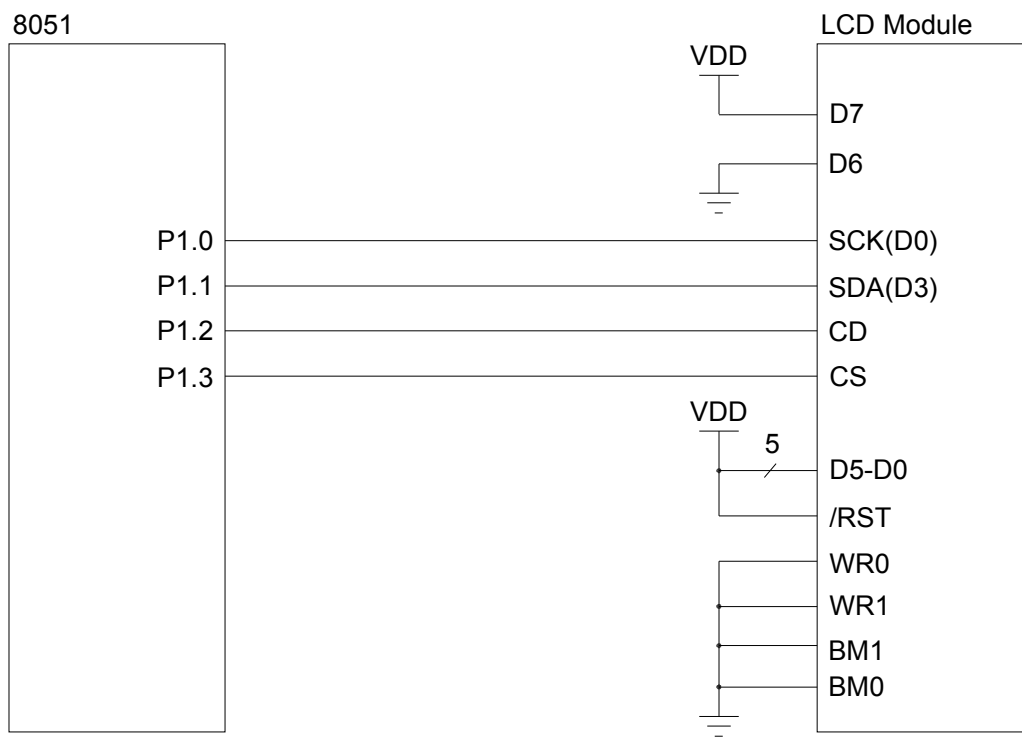 8051
LCD Module
VDD
D7
D6
P1.0
SCK(D0)
P1.1
SDA(D3)
P1.2
CD
P1.3
CS
VDD
5
D5-D0
/RST
WR0
WR1
BM1
BM0